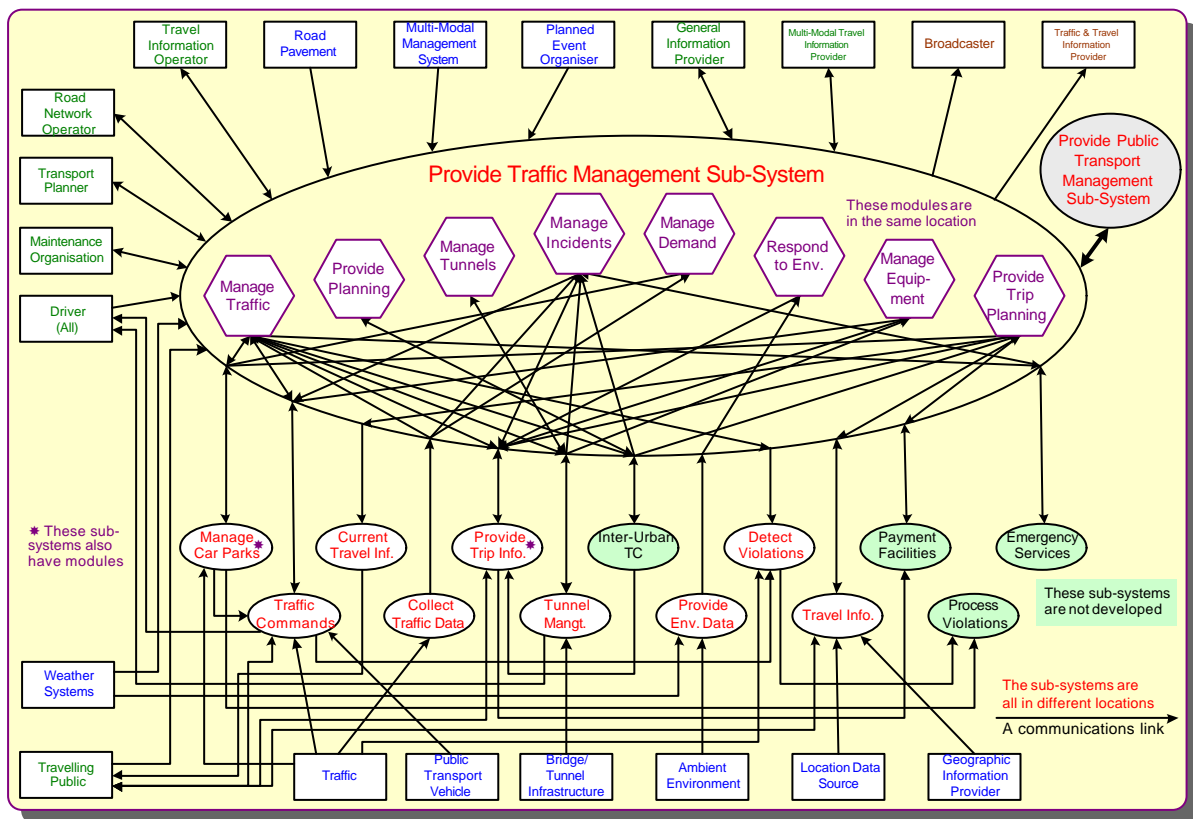 Travel
Information
Operator
Road
Pavement
Multi-Modal
Management
System
Planned
Event
Organiser
General
Information
Provider
Multi-Modal Travel
Information
Provider
Broadcaster
Traffic & Travel
Information
Provider
Road
Network
Operator
Transport
Planner
Maintenance
Organisation
Driver
(All)
Provide Public
Transport
Management
Sub-System
Provide Traffic Management Sub-System
These modules are
in the same location
Manage
Traffic
Provide
Planning
Manage
Tunnels
Manage
Incidents
Manage
Demand
Respond
to Env.
Manage
Equip-
ment
Provide
Trip
Planning
✷ These sub-
systems also
have modules
Manage
Car Parks✷
Current
Travel Inf.
Provide
Trip Info.✷
Inter-Urban
TC
Detect
Violations
Payment
Facilities
Emergency
Services
Traffic
Commands
Collect
Traffic Data
Tunnel
Mangt.
Provide
Env. Data
Travel Info.
Process
Violations
These sub-systems
are not developed
Weather
Systems
The sub-systems are
all in different locations
A communications link
Travelling
Public
Traffic
Public
Transport
Vehicle
Bridge/
Tunnel
Infrastructure
Ambient
Environment
Location Data
Source
Geographic
Information
Provider